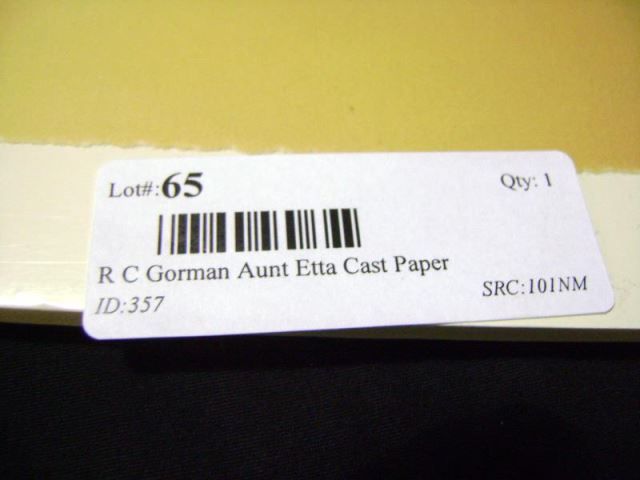 Lot#:65 Qty: 1
R C Gorman Aunt Etta Cast Paper
ID:357 SRC:101NM